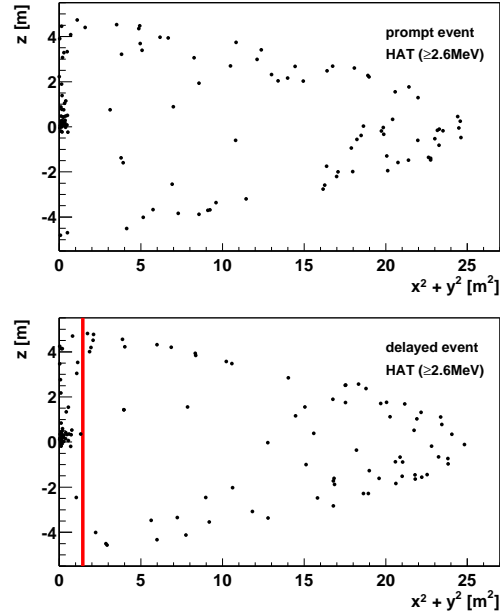 z [m]
4
2
0
-2
-4
prompt event
HAT (≥2.6MeV)
0 5 10 15 20 25
x² + y² [m²]
z [m]
4
2
0
-2
-4
delayed event
HAT (≥2.6MeV)
0 5 10 15 20 25
x² + y² [m²]